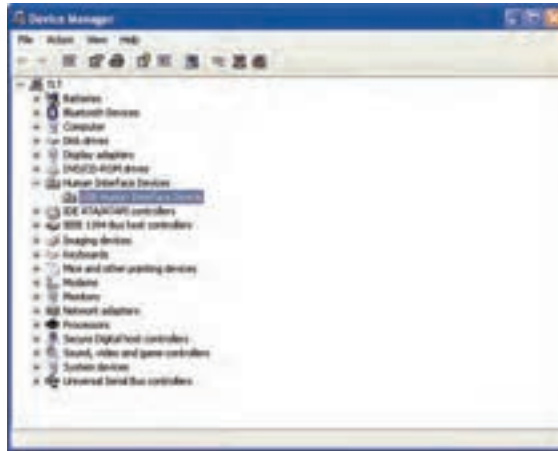 Device Manager
File Action View Help
TLT
Batteries
Bluetooth Devices
Computer
Disk drives
Display adapters
DVD/CD-ROM drives
Human Interface Devices
USB Human Interface Device
IDE ATA/ATAPI controllers
IEEE 1394 Bus host controllers
Imaging devices
Keyboards
Mice and other pointing devices
Modems
Monitors
Network adapters
Processors
Secure Digital host controllers
Sound, video and game controllers
System devices
Universal Serial Bus controllers